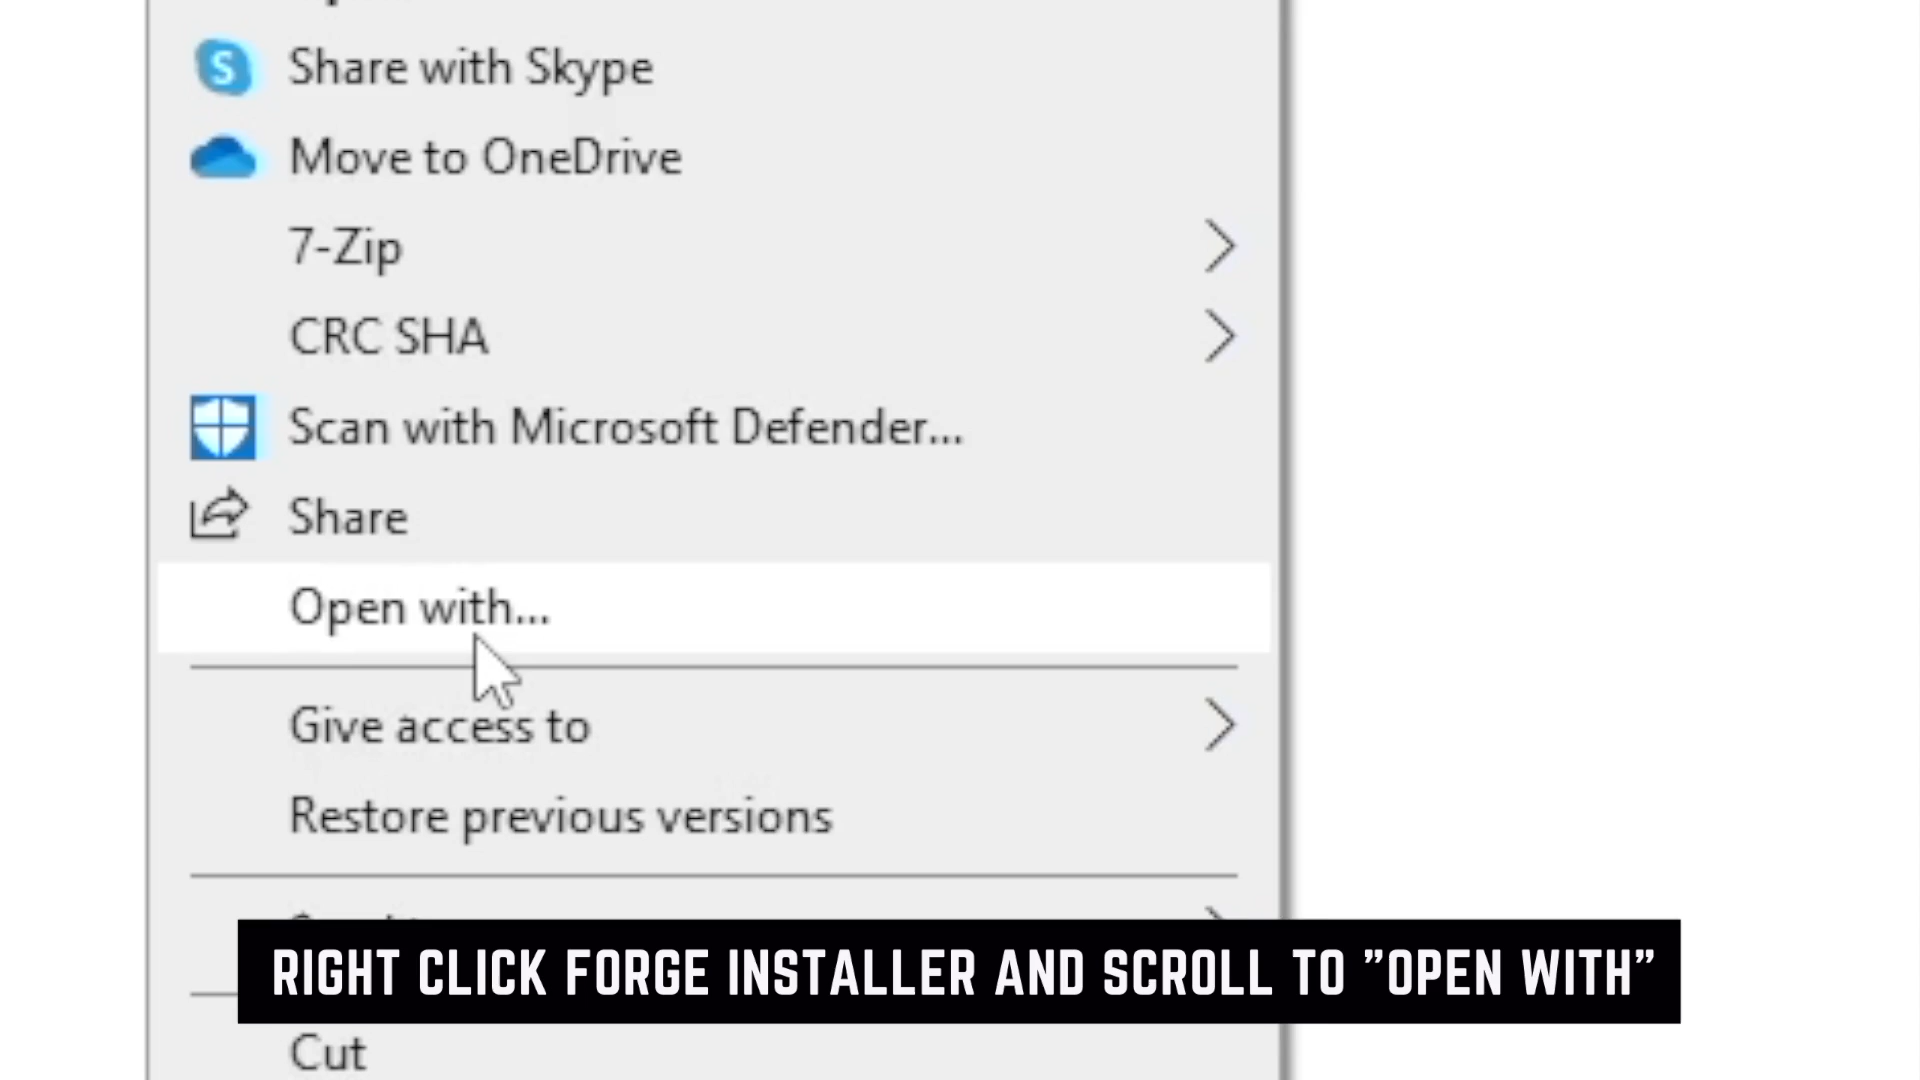 Share with Skype
Move to OneDrive
7-Zip
CRC SHA
Scan with Microsoft Defender...
Share
Open with...
Give access to
Restore previous versions
RIGHT CLICK FORGE INSTALLER AND SCROLL TO "OPEN WITH"
Cut